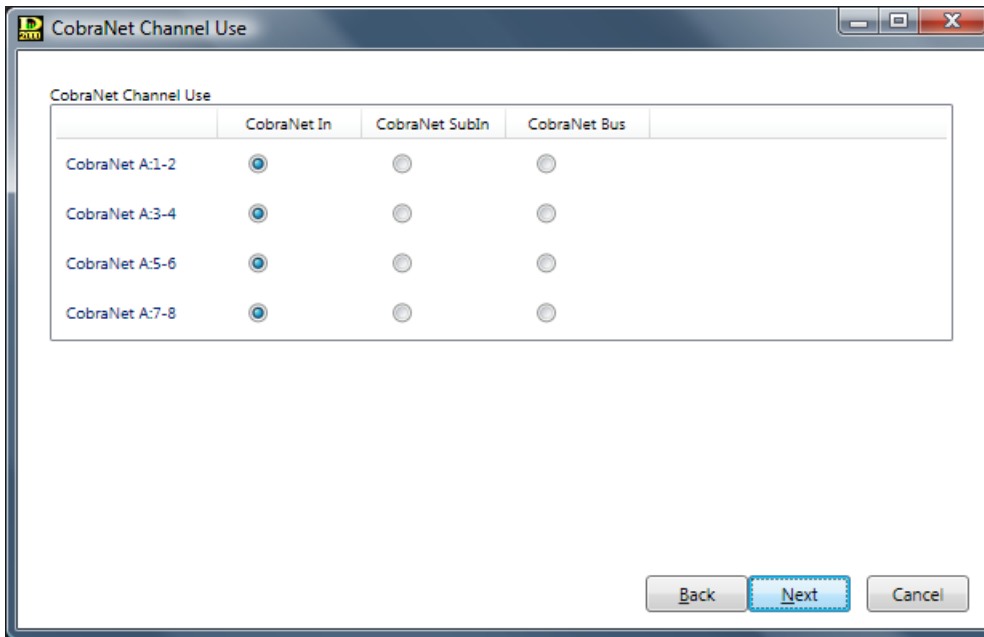 CobraNet Channel Use
CobraNet Channel Use
CobraNet In CobraNet SubIn CobraNet Bus
CobraNet A:1-2
CobraNet A:3-4
CobraNet A:5-6
CobraNet A:7-8
Back Next Cancel